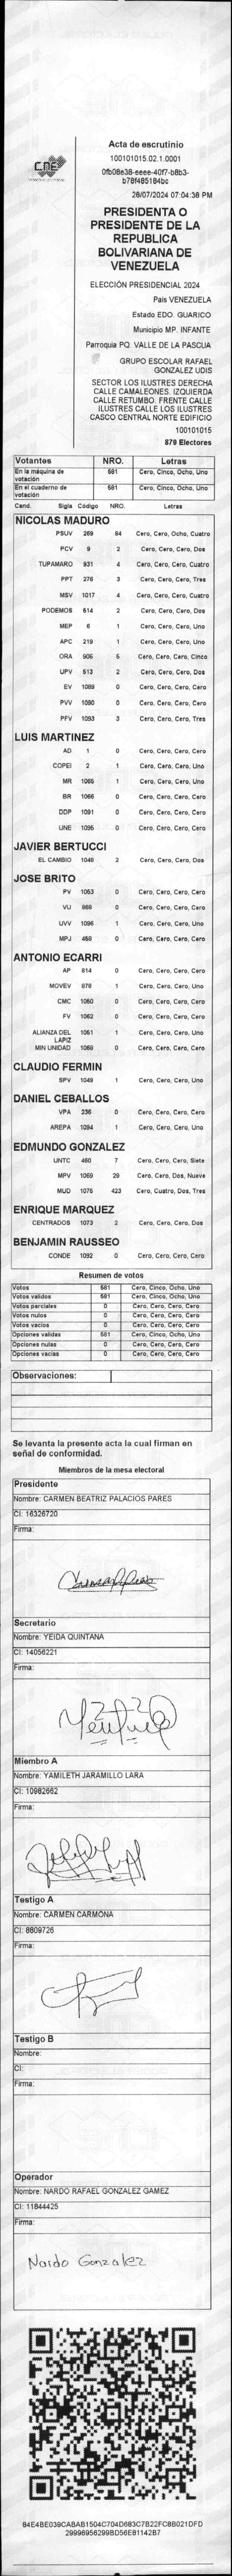 Acta de escrutinio
100101015.02.1.0001
0fb08e38-eeee-40f7-b8b3-
b78f485184bc
28/07/2024 07:04:38 PM
CNE
PRESIDENTA O
PRESIDENTE DE LA
REPUBLICA
BOLIVARIANA DE
VENEZUELA
ELECCIÓN PRESIDENCIAL 2024
País VENEZUELA
Estado EDO. GUARICO
Municipio MP. INFANTE
Parroquia PQ. VALLE DE LA PASCUA
GRUPO ESCOLAR RAFAEL
GONZALEZ UDIS
SECTOR LOS ILUSTRES DERECHA
CALLE CAMALEONES. IZQUIERDA
CALLE RETUMBO. FRENTE CALLE
ILUSTRES CALLE LOS ILUSTRES
CASCO CENTRAL NORTE EDIFICIO
100101015
879 Electores
Votantes NRO. Letras
En la máquina de votación 581 Cero, Cinco, Ocho, Uno
En el cuaderno de votación 581 Cero, Cinco, Ocho, Uno
Cand. Sigla Código NRO. Letras
NICOLAS MADURO
PSUV 269 84 Cero, Cero, Ocho, Cuatro
PCV 9 2 Cero, Cero, Cero, Dos
TUPAMARO 931 4 Cero, Cero, Cero, Cuatro
PPT 276 3 Cero, Cero, Cero, Tres
MSV 1017 4 Cero, Cero, Cero, Cuatro
PODEMOS 514 2 Cero, Cero, Cero, Dos
MEP 6 1 Cero, Cero, Cero, Uno
APC 219 1 Cero, Cero, Cero, Uno
ORA 906 5 Cero, Cero, Cero, Cinco
UPV 513 2 Cero, Cero, Cero, Dos
EV 1089 0 Cero, Cero, Cero, Cero
PVV 1090 0 Cero, Cero, Cero, Cero
PFV 1093 3 Cero, Cero, Cero, Tres
LUIS MARTINEZ
AD 1 0 Cero, Cero, Cero, Cero
COPEI 2 1 Cero, Cero, Cero, Uno
MR 1065 1 Cero, Cero, Cero, Uno
BR 1066 0 Cero, Cero, Cero, Cero
DDP 1091 0 Cero, Cero, Cero, Cero
UNE 1095 0 Cero, Cero, Cero, Cero
JAVIER BERTUCCI
EL CAMBIO 1048 2 Cero, Cero, Cero, Dos
JOSE BRITO
PV 1053 0 Cero, Cero, Cero, Cero
VU 868 0 Cero, Cero, Cero, Cero
UVV 1096 1 Cero, Cero, Cero, Uno
MPJ 458 0 Cero, Cero, Cero, Cero
ANTONIO ECARRI
AP 814 0 Cero, Cero, Cero, Cero
MOVEV 878 1 Cero, Cero, Cero, Uno
CMC 1050 0 Cero, Cero, Cero, Cero
FV 1062 0 Cero, Cero, Cero, Cero
ALIANZA DEL LAPIZ 1051 1 Cero, Cero, Cero, Uno
MIN UNIDAD 1068 0 Cero, Cero, Cero, Cero
CLAUDIO FERMIN
SPV 1049 1 Cero, Cero, Cero, Uno
DANIEL CEBALLOS
VPA 236 0 Cero, Cero, Cero, Cero
AREPA 1094 1 Cero, Cero, Cero, Uno
EDMUNDO GONZALEZ
UNTC 460 7 Cero, Cero, Cero, Siete
MPV 1069 29 Cero, Cero, Dos, Nueve
MUD 1075 423 Cero, Cuatro, Dos, Tres
ENRIQUE MARQUEZ
CENTRADOS 1073 2 Cero, Cero, Cero, Dos
BENJAMIN RAUSSEO
CONDE 1092 0 Cero, Cero, Cero, Cero
Resumen de votos
Votos 581 Cero, Cinco, Ocho, Uno
Votos validos 581 Cero, Cinco, Ocho, Uno
Votos parciales 0 Cero, Cero, Cero, Cero
Votos nulos 0 Cero, Cero, Cero, Cero
Votos vacios 0 Cero, Cero, Cero, Cero
Opciones validas 581 Cero, Cinco, Ocho, Uno
Opciones nulas 0 Cero, Cero, Cero, Cero
Opciones vacias 0 Cero, Cero, Cero, Cero
Observaciones:
Se levanta la presente acta la cual firman en
señal de conformidad.
Miembros de la mesa electoral
Presidente
Nombre: CARMEN BEATRIZ PALACIOS PARES
CI: 16326720
Firma:
Secretario
Nombre: YEIDA QUINTANA
CI: 14056221
Firma:
Miembro A
Nombre: YAMILETH JARAMILLO LARA
CI: 10982662
Firma:
Testigo A
Nombre: CARMEN CARMONA
CI: 8809726
Firma:
Testigo B
Nombre:
CI:
Firma:
Operador
Nombre: NARDO RAFAEL GONZALEZ GAMEZ
CI: 11844425
Firma:
Nardo Gonzalez
84E4BE039CABAB1504C704D683C7B22FC8B021DFD
29996956299BD56E81142B7